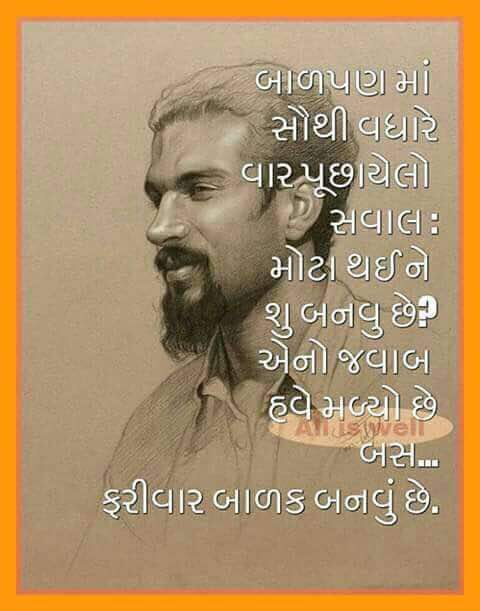 બાળપણ માં
સૌથી વધારે
વાર પૂછાયેલો
સવાલ :
મોટા થઈ ને
શુ બનવુ છે?
એનો જવાબ
હવે મળ્યો છે
All is well
બસ...
ફરીવાર બાળક બનવું છે.